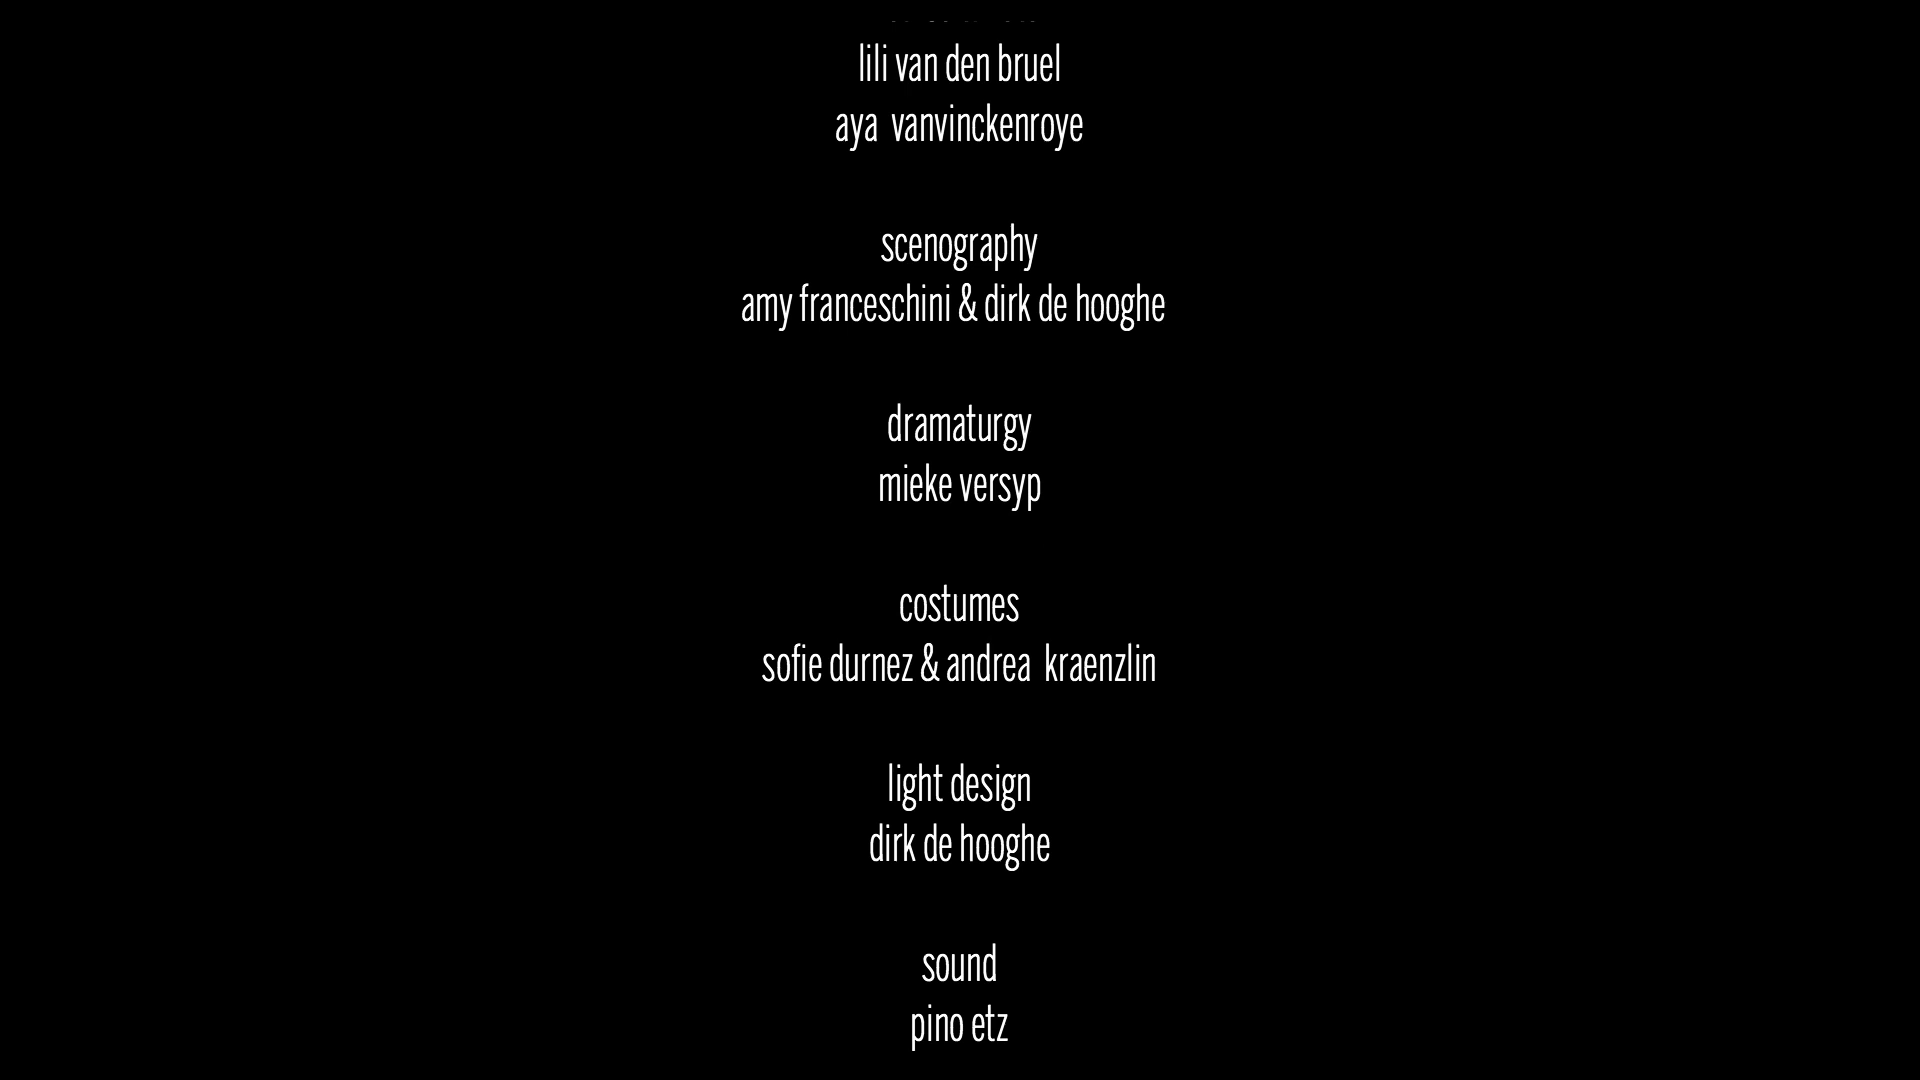 lili van den bruel
aya vanvinckenroye
scenography
amy franceschini & dirk de hooghe
dramaturgy
mieke versyp
costumes
sofie durnez & andrea kraenzlin
light design
dirk de hooghe
sound
pino etz